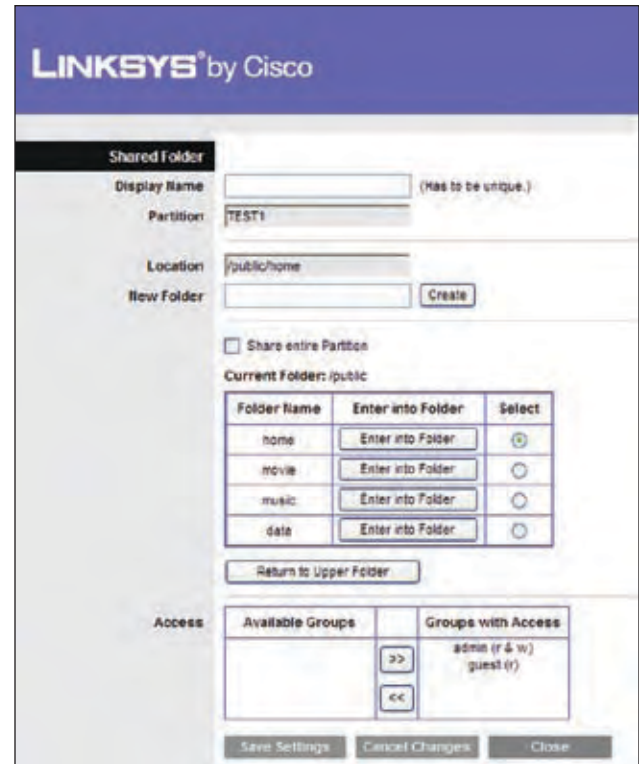 LINKSYS® by Cisco
Shared Folder
Display Name (Has to be unique.)
Partition TEST1
Location /public/home
New Folder Create
Share entire Partition
Current Folder: /public
Folder Name Enter into Folder Select
home Enter into Folder
movie Enter into Folder
music Enter into Folder
data Enter into Folder
Return to Upper Folder
Access Available Groups Groups with Access
>> admin (r & w)
guest (r)
<<
Save Settings Cancel Changes Close